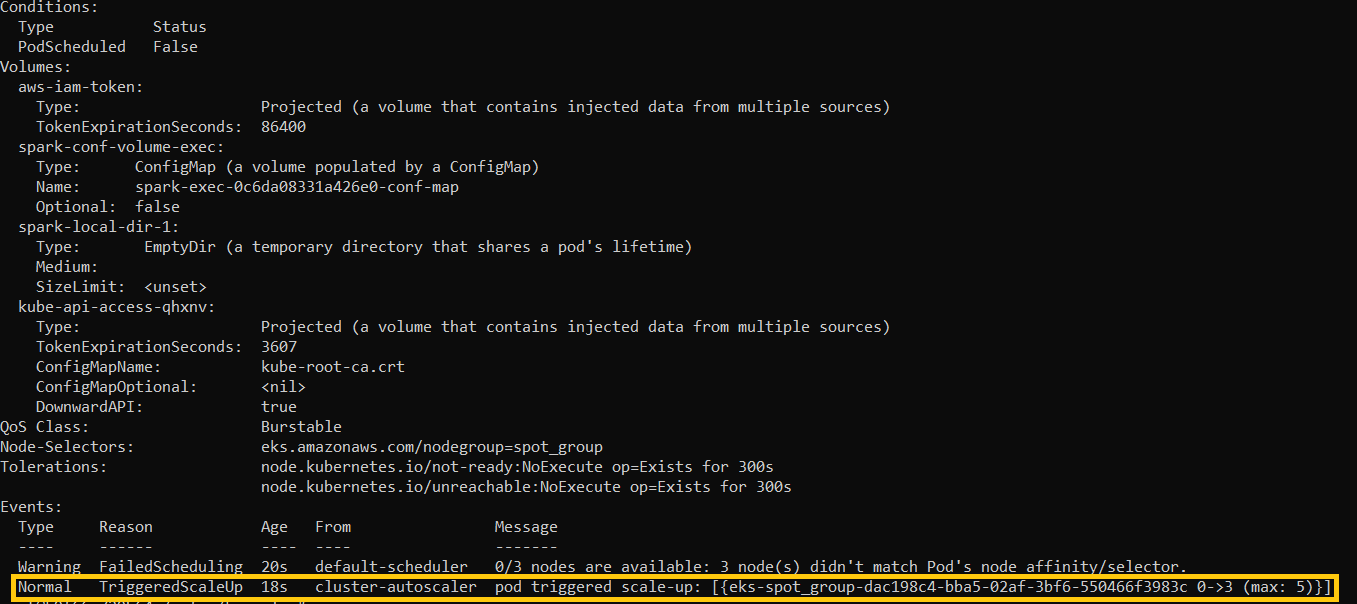 Conditions:
  Type           Status
  PodScheduled   False
Volumes:
  aws-iam-token:
    Type:                    Projected (a volume that contains injected data from multiple sources)
    TokenExpirationSeconds:  86400
  spark-conf-volume-exec:
    Type:      ConfigMap (a volume populated by a ConfigMap)
    Name:      spark-exec-0c6da08331a426e0-conf-map
    Optional:  false
  spark-local-dir-1:
    Type:       EmptyDir (a temporary directory that shares a pod's lifetime)
    Medium:
    SizeLimit:  <unset>
  kube-api-access-qhxnv:
    Type:                    Projected (a volume that contains injected data from multiple sources)
    TokenExpirationSeconds:  3607
    ConfigMapName:           kube-root-ca.crt
    ConfigMapOptional:       <nil>
    DownwardAPI:             true
QoS Class:                   Burstable
Node-Selectors:              eks.amazonaws.com/nodegroup=spot_group
Tolerations:                 node.kubernetes.io/not-ready:NoExecute op=Exists for 300s
                             node.kubernetes.io/unreachable:NoExecute op=Exists for 300s
Events:
  Type     Reason            Age   From                Message
  ----     ------            ----  ----                -------
  Warning  FailedScheduling  20s   default-scheduler   0/3 nodes are available: 3 node(s) didn't match Pod's node affinity/selector.
  Normal   TriggeredScaleUp  18s   cluster-autoscaler  pod triggered scale-up: [{eks-spot_group-dac198c4-bba5-02af-3bf6-550466f3983c 0->3 (max: 5)}]